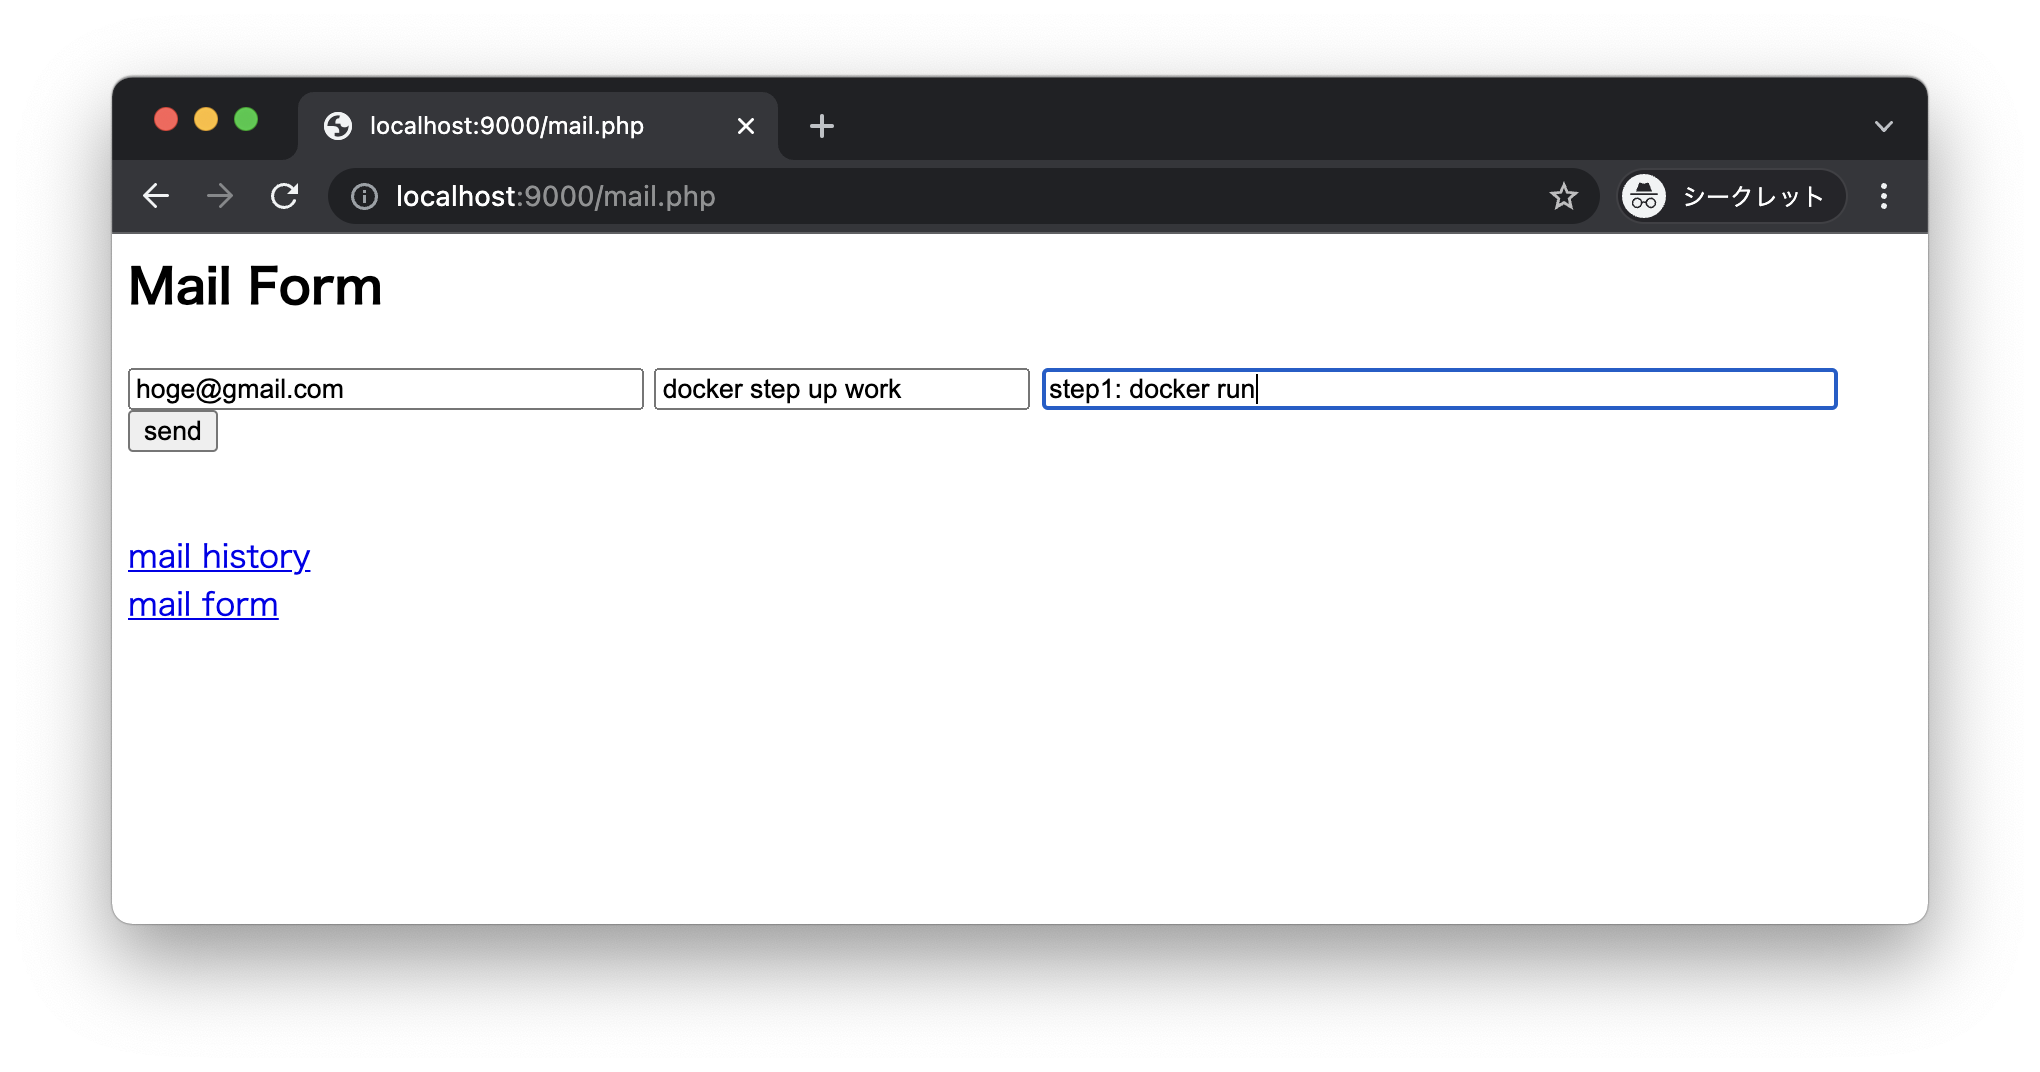 localhost:9000/mail.php
localhost:9000/mail.php
シークレット
Mail Form
hoge@gmail.com docker step up work step1: docker run
send
mail history
mail form